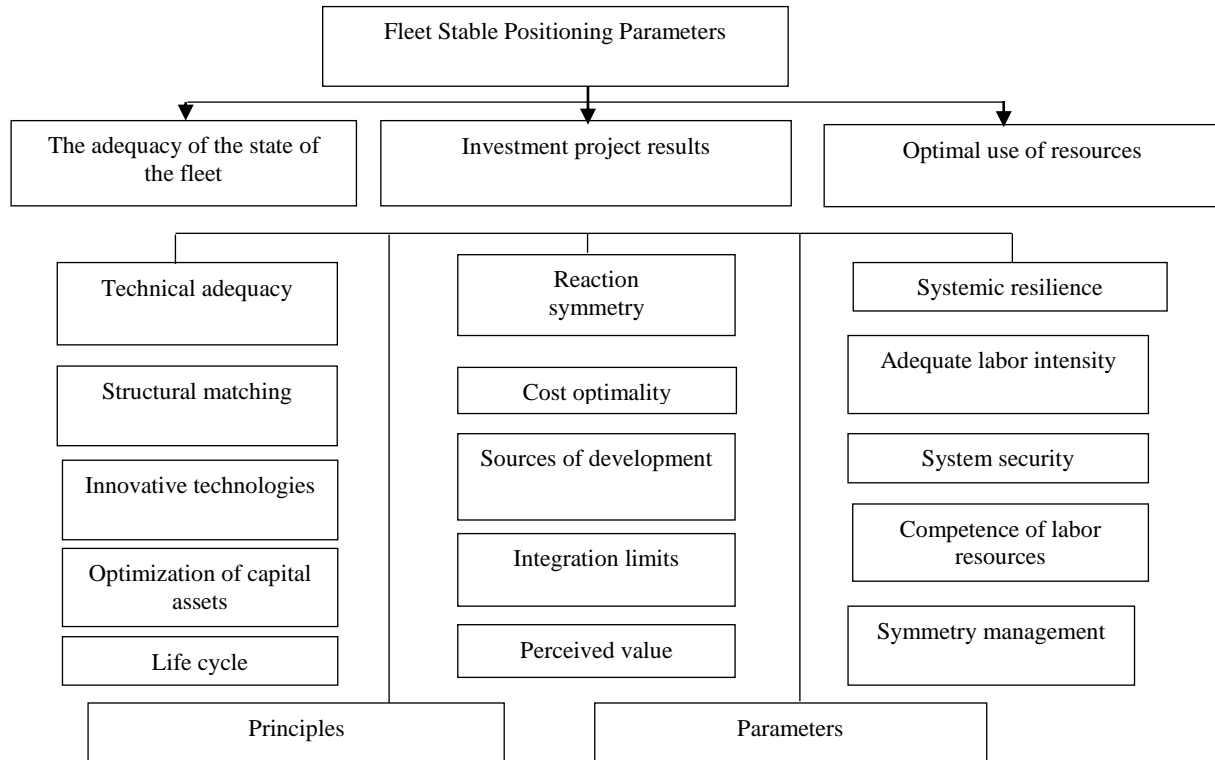 Fleet Stable Positioning Parameters
The adequacy of the state of
the fleet
Investment project results
Optimal use of resources
Technical adequacy
Structural matching
Innovative technologies
Optimization of capital
assets
Life cycle
Reaction
symmetry
Cost optimality
Sources of development
Integration limits
Perceived value
Systemic resilience
Adequate labor intensity
System security
Competence of labor
resources
Symmetry management
Principles
Parameters